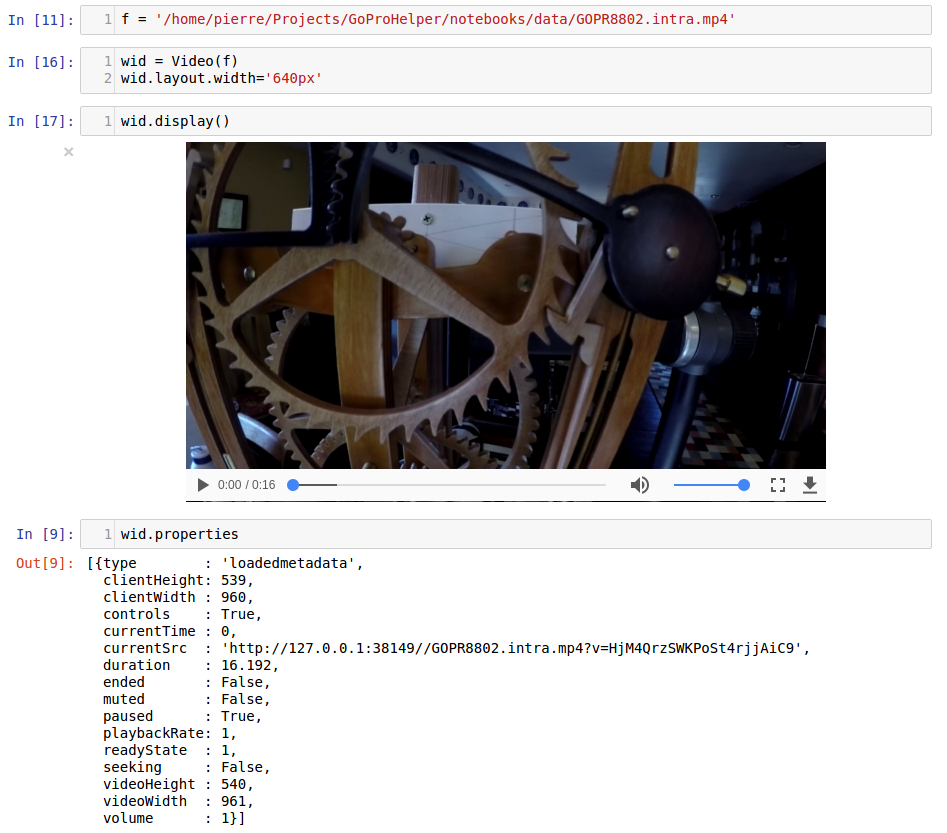 In [11]: 1 f = '/home/pierre/Projects/GoProHelper/notebooks/data/GOPR8802.intra.mp4'
In [16]: 1 wid = Video(f)
2 wid.layout.width='640px'
In [17]: 1 wid.display()
×
0:00 / 0:16
In [9]: 1 wid.properties
Out[9]: [{type        : 'loadedmetadata',
clientHeight: 539,
clientWidth : 960,
controls    : True,
currentTime : 0,
currentSrc  : 'http://127.0.0.1:38149//GOPR8802.intra.mp4?v=HjM4QrzSWKPoSt4rjjAiC9',
duration    : 16.192,
ended       : False,
muted       : False,
paused      : True,
playbackRate: 1,
readyState  : 1,
seeking     : False,
videoHeight : 540,
videoWidth  : 961,
volume      : 1}]